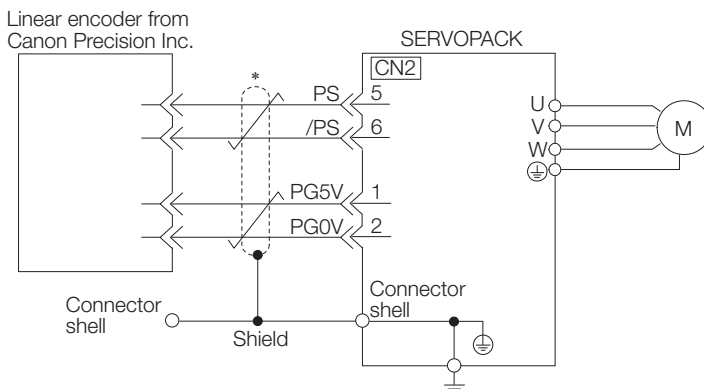 Linear encoder from
Canon Precision Inc.
SERVOPACK
CN2
*
PS 5
/PS 6
PG5V 1
PG0V 2
U
V
W
M
Connector
shell
Shield
Connector
shell